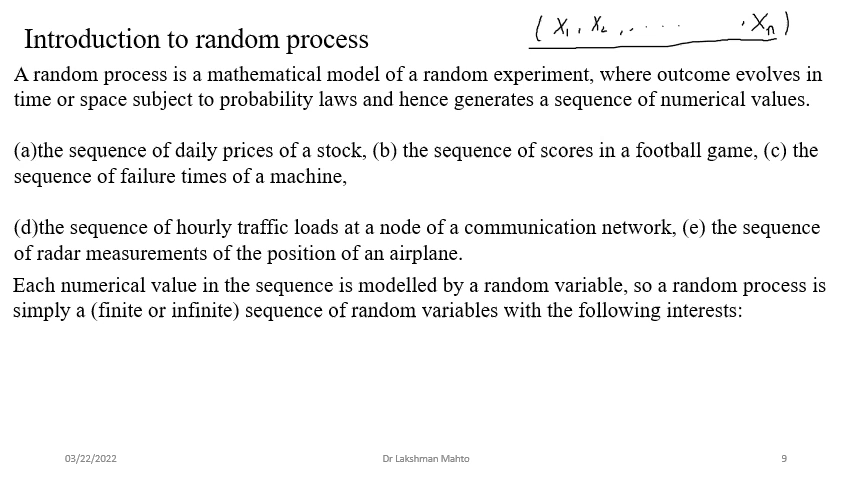 (X₁, X₂, ,. . . . . , Xₙ)
Introduction to random process
A random process is a mathematical model of a random experiment, where outcome evolves in
time or space subject to probability laws and hence generates a sequence of numerical values.
(a)the sequence of daily prices of a stock, (b) the sequence of scores in a football game, (c) the
sequence of failure times of a machine,
(d)the sequence of hourly traffic loads at a node of a communication network, (e) the sequence
of radar measurements of the position of an airplane.
Each numerical value in the sequence is modelled by a random variable, so a random process is
simply a (finite or infinite) sequence of random variables with the following interests:
03/22/2022 Dr Lakshman Mahto 9